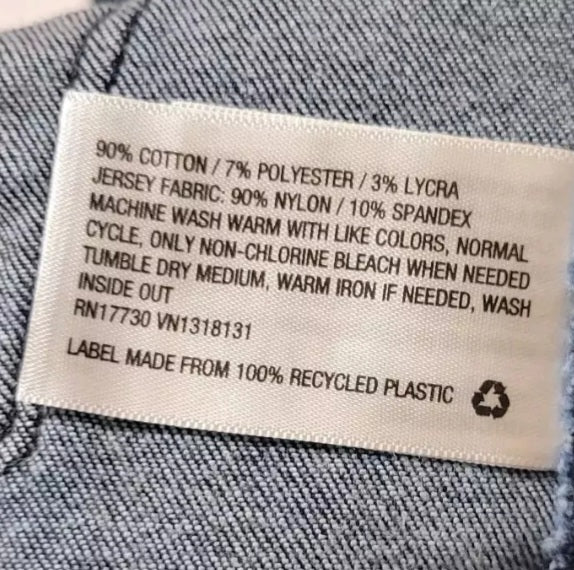 90% COTTON / 7% POLYESTER / 3% LYCRA
JERSEY FABRIC: 90% NYLON / 10% SPANDEX
MACHINE WASH WARM WITH LIKE COLORS, NORMAL
CYCLE, ONLY NON-CHLORINE BLEACH WHEN NEEDED
TUMBLE DRY MEDIUM, WARM IRON IF NEEDED, WASH
INSIDE OUT
RN17730 VN1318131
LABEL MADE FROM 100% RECYCLED PLASTIC